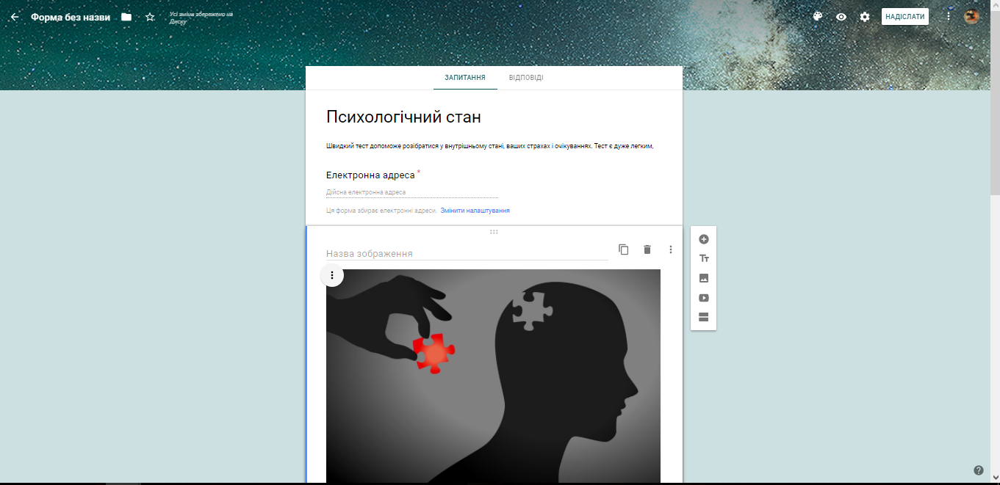 Форма без назви
Усі зміни збережено на
Диску
НАДІСЛАТИ
ЗАПИТАННЯ ВІДПОВІДІ
Психологічний стан
Швидкий тест допоможе розібратися у внутрішньому стані, ваших страхах і очікуваннях. Тест є дуже легким,
Електронна адреса *
Дійсна електронна адреса
Ця форма збирає електронні адреси. Змінити налаштування
Назва зображення
Тт